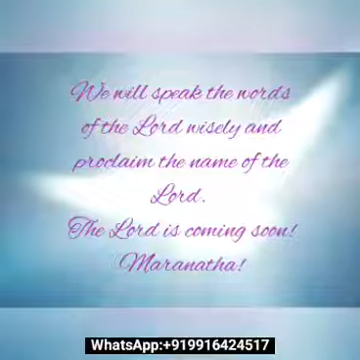 We will speak the words
of the Lord wisely and
proclaim the name of the
Lord.
The Lord is coming soon!
Maranatha!
WhatsApp:+919916424517